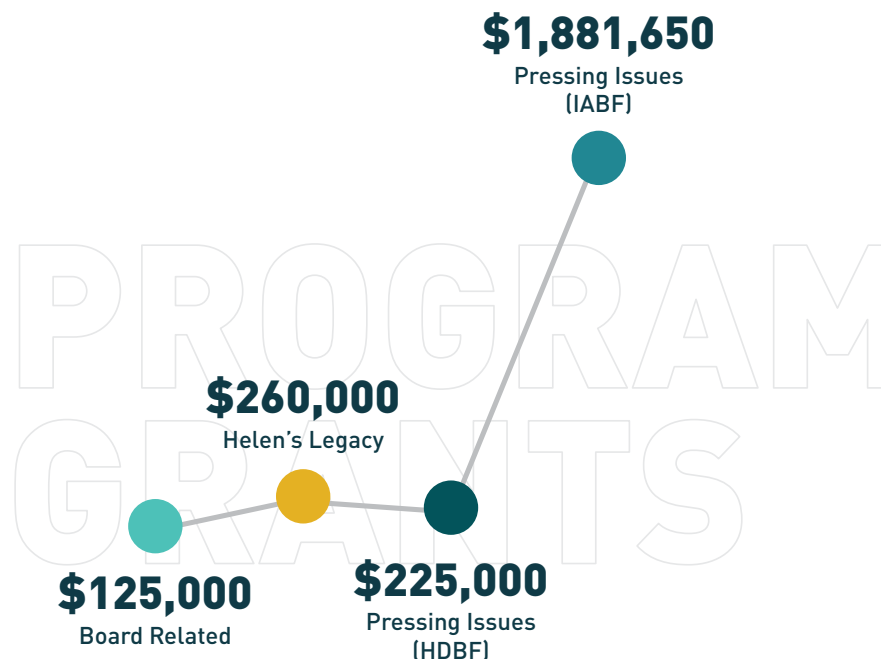 $1,881,650
Pressing Issues
(IABF)
PROGRAM
GRANTS
$260,000
Helen's Legacy
$125,000
Board Related
$225,000
Pressing Issues
(HDBF)